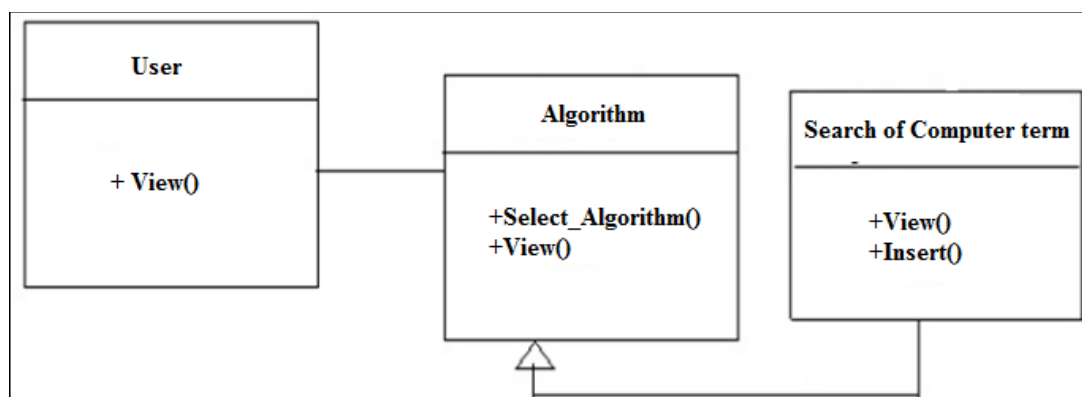 User
+ View()
Algorithm
+Select_Algorithm()
+View()
Search of Computer term
+View()
+Insert()